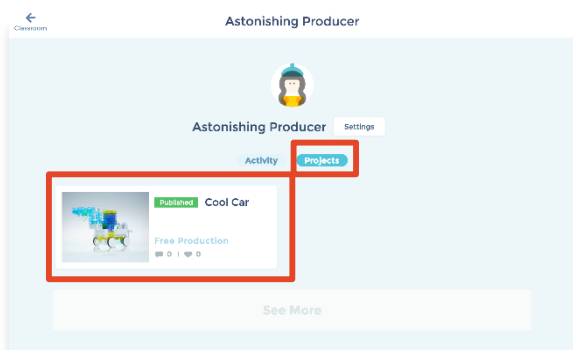 Astonishing Producer
Classroom
Astonishing Producer Settings
Activity Projects
Published Cool Car
Free Production
0 | 0
See More